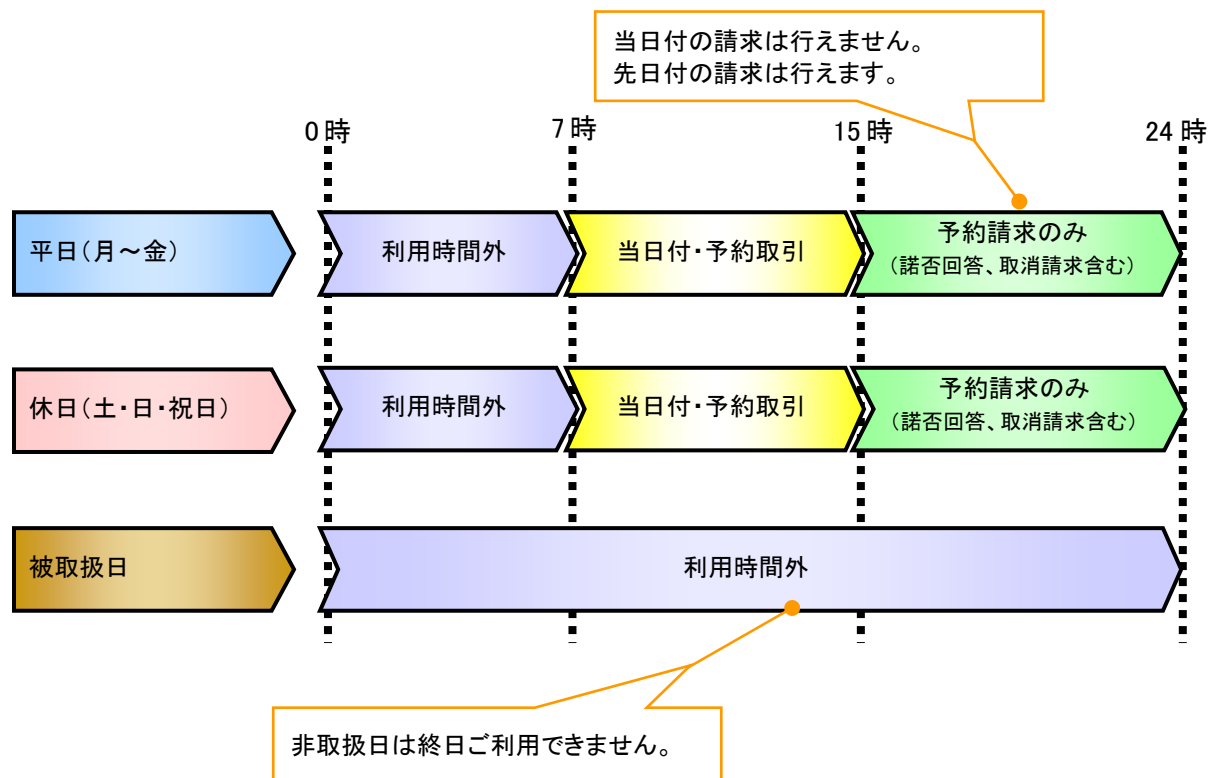 当日付の請求は行えません。
先日付の請求は行えます。
0時 7時 15時 24時
平日(月～金) 利用時間外 当日付・予約取引 予約請求のみ
(諾否回答、取消請求含む)
休日(土・日・祝日) 利用時間外 当日付・予約取引 予約請求のみ
(諾否回答、取消請求含む)
被取扱日 利用時間外
非取扱日は終日ご利用できません。